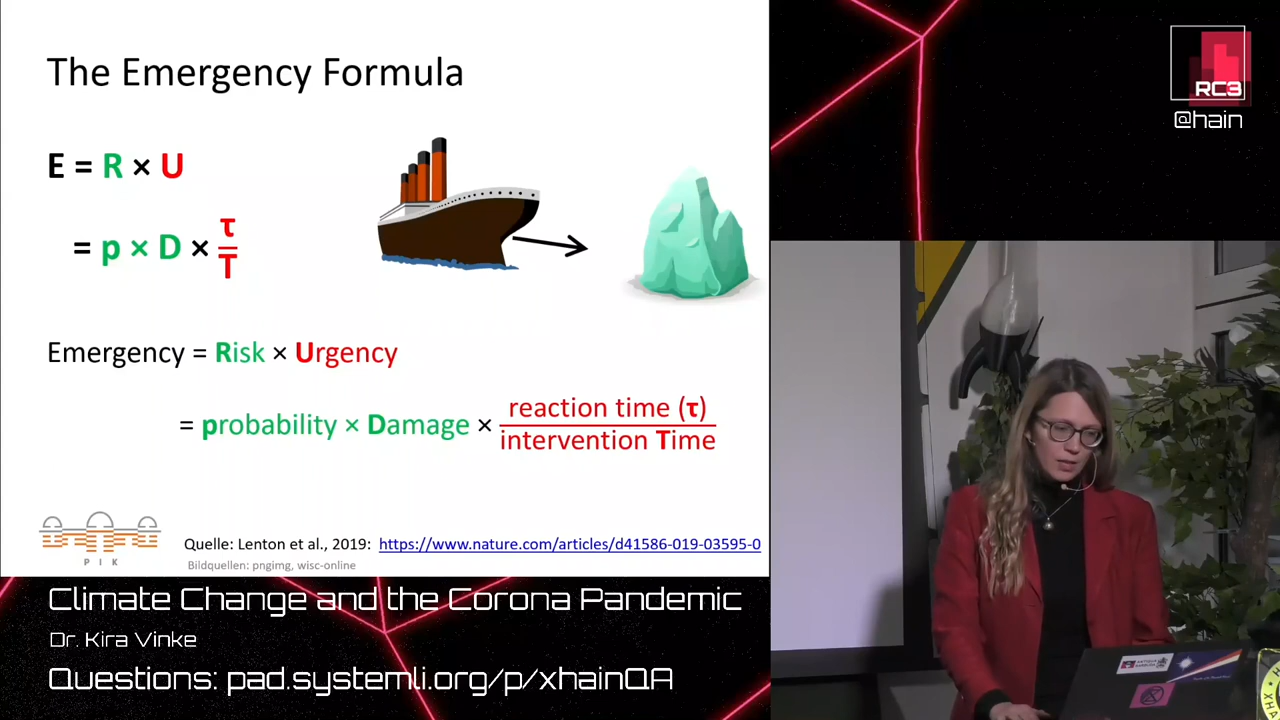 The Emergency Formula
E = R × U
= p × D × τ/T
Emergency = Risk × Urgency
= probability × Damage × reaction time (τ) / intervention Time
PIK
Quelle: Lenton et al., 2019: https://www.nature.com/articles/d41586-019-03595-0
Bildquellen: pngimg, wisc-online
RC3
@hain
Climate Change and the Corona Pandemic
Dr. Kira Vinke
Questions: pad.systemli.org/p/xhainQA